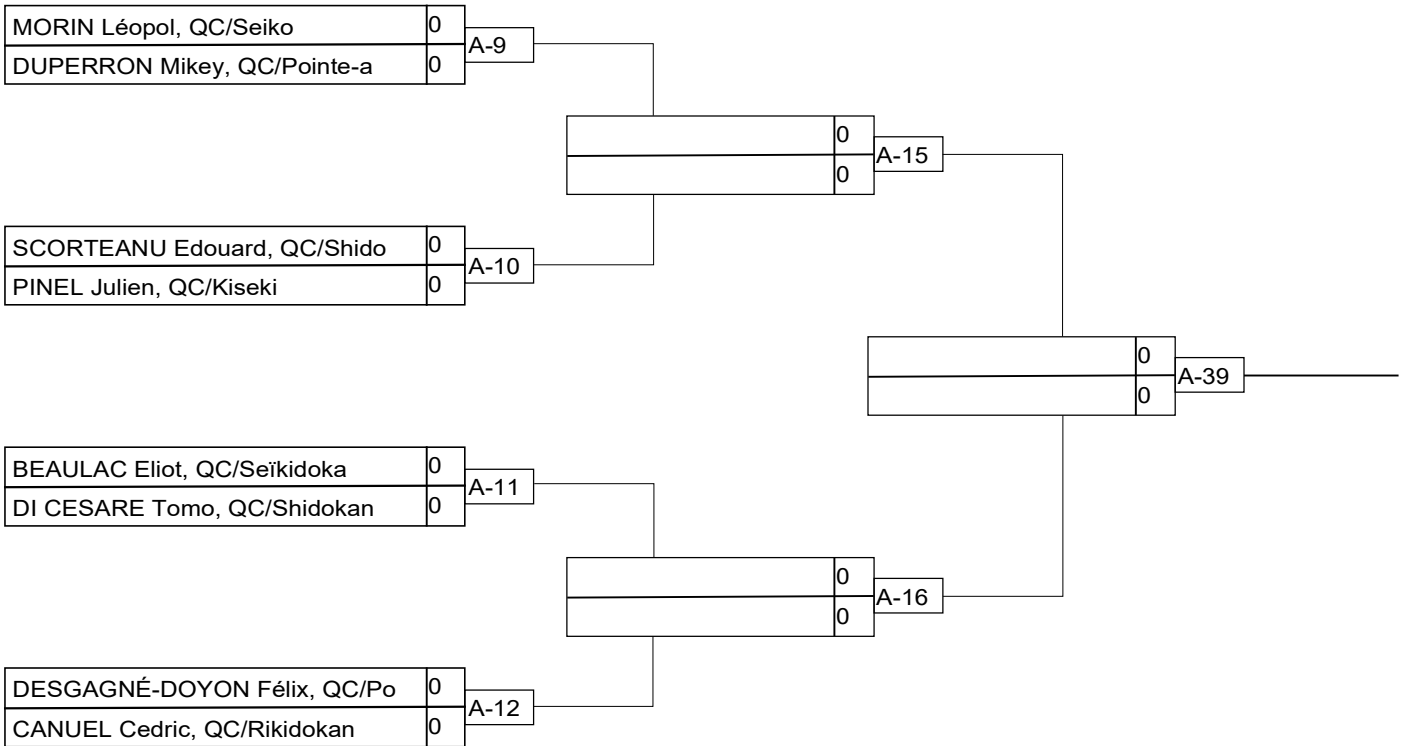 MORIN Léopol, QC/Seiko 0
A-9
DUPERRON Mikey, QC/Pointe-a 0
0
A-15
0
SCORTEANU Edouard, QC/Shido 0
A-10
PINEL Julien, QC/Kiseki 0
0
A-39
0
BEAULAC Eliot, QC/Seïkidoka 0
A-11
DI CESARE Tomo, QC/Shidokan 0
0
A-16
0
DESGAGNÉ-DOYON Félix, QC/Po 0
A-12
CANUEL Cedric, QC/Rikidokan 0